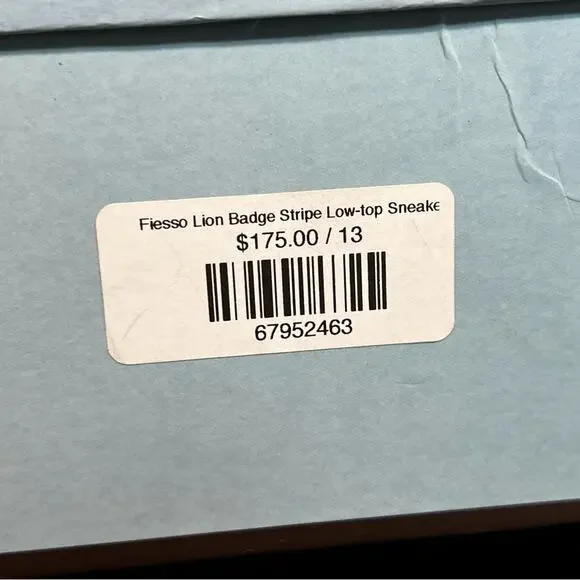 Fiesso Lion Badge Stripe Low-top Sneake
$175.00 / 13
67952463